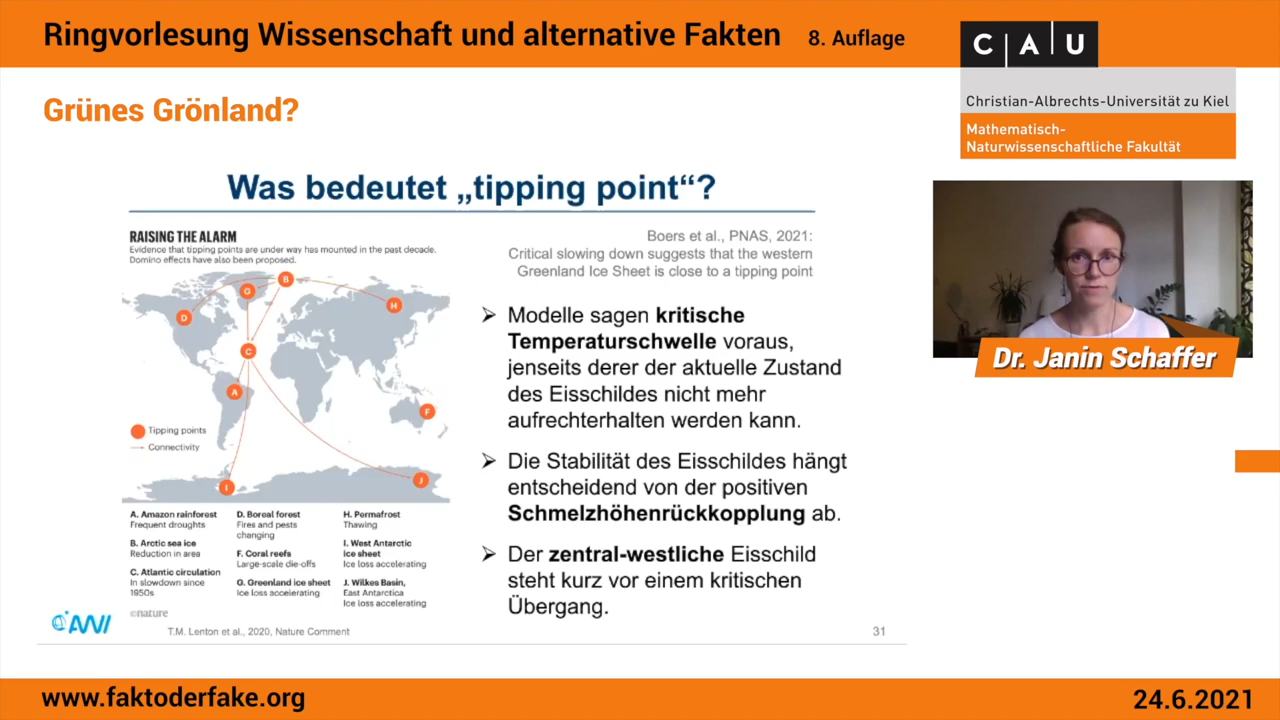 Ringvorlesung Wissenschaft und alternative Fakten 8. Auflage
C A U
Christian-Albrechts-Universität zu Kiel
Mathematisch-
Naturwissenschaftliche Fakultät
Grünes Grönland?
Was bedeutet „tipping point“?
RAISING THE ALARM
Evidence that tipping points are under way has mounted in the past decade.
Domino effects have also been proposed.
B
G
H
D
C
A
F
I
J
Tipping points
Connectivity
A. Amazon rainforest
Frequent droughts
B. Arctic sea ice
Reduction in area
C. Atlantic circulation
In slowdown since
1950s
D. Boreal forest
Fires and pests
changing
F. Coral reefs
Large-scale die-offs
G. Greenland ice sheet
Ice loss accelerating
H. Permafrost
Thawing
I. West Antarctic
Ice sheet
Ice loss accelerating
J. Wilkes Basin,
East Antarctica
Ice loss accelerating
©nature
Boers et al., PNAS, 2021:
Critical slowing down suggests that the western
Greenland Ice Sheet is close to a tipping point
Modelle sagen kritische
Temperaturschwelle voraus,
jenseits derer der aktuelle Zustand
des Eisschildes nicht mehr
aufrechterhalten werden kann.
Die Stabilität des Eisschildes hängt
entscheidend von der positiven
Schmelzhöhenrückkopplung ab.
Der zentral-westliche Eisschild
steht kurz vor einem kritischen
Übergang.
AWI
T.M. Lenton et al., 2020, Nature Comment
31
Dr. Janin Schaffer
www.faktoderfake.org
24.6.2021